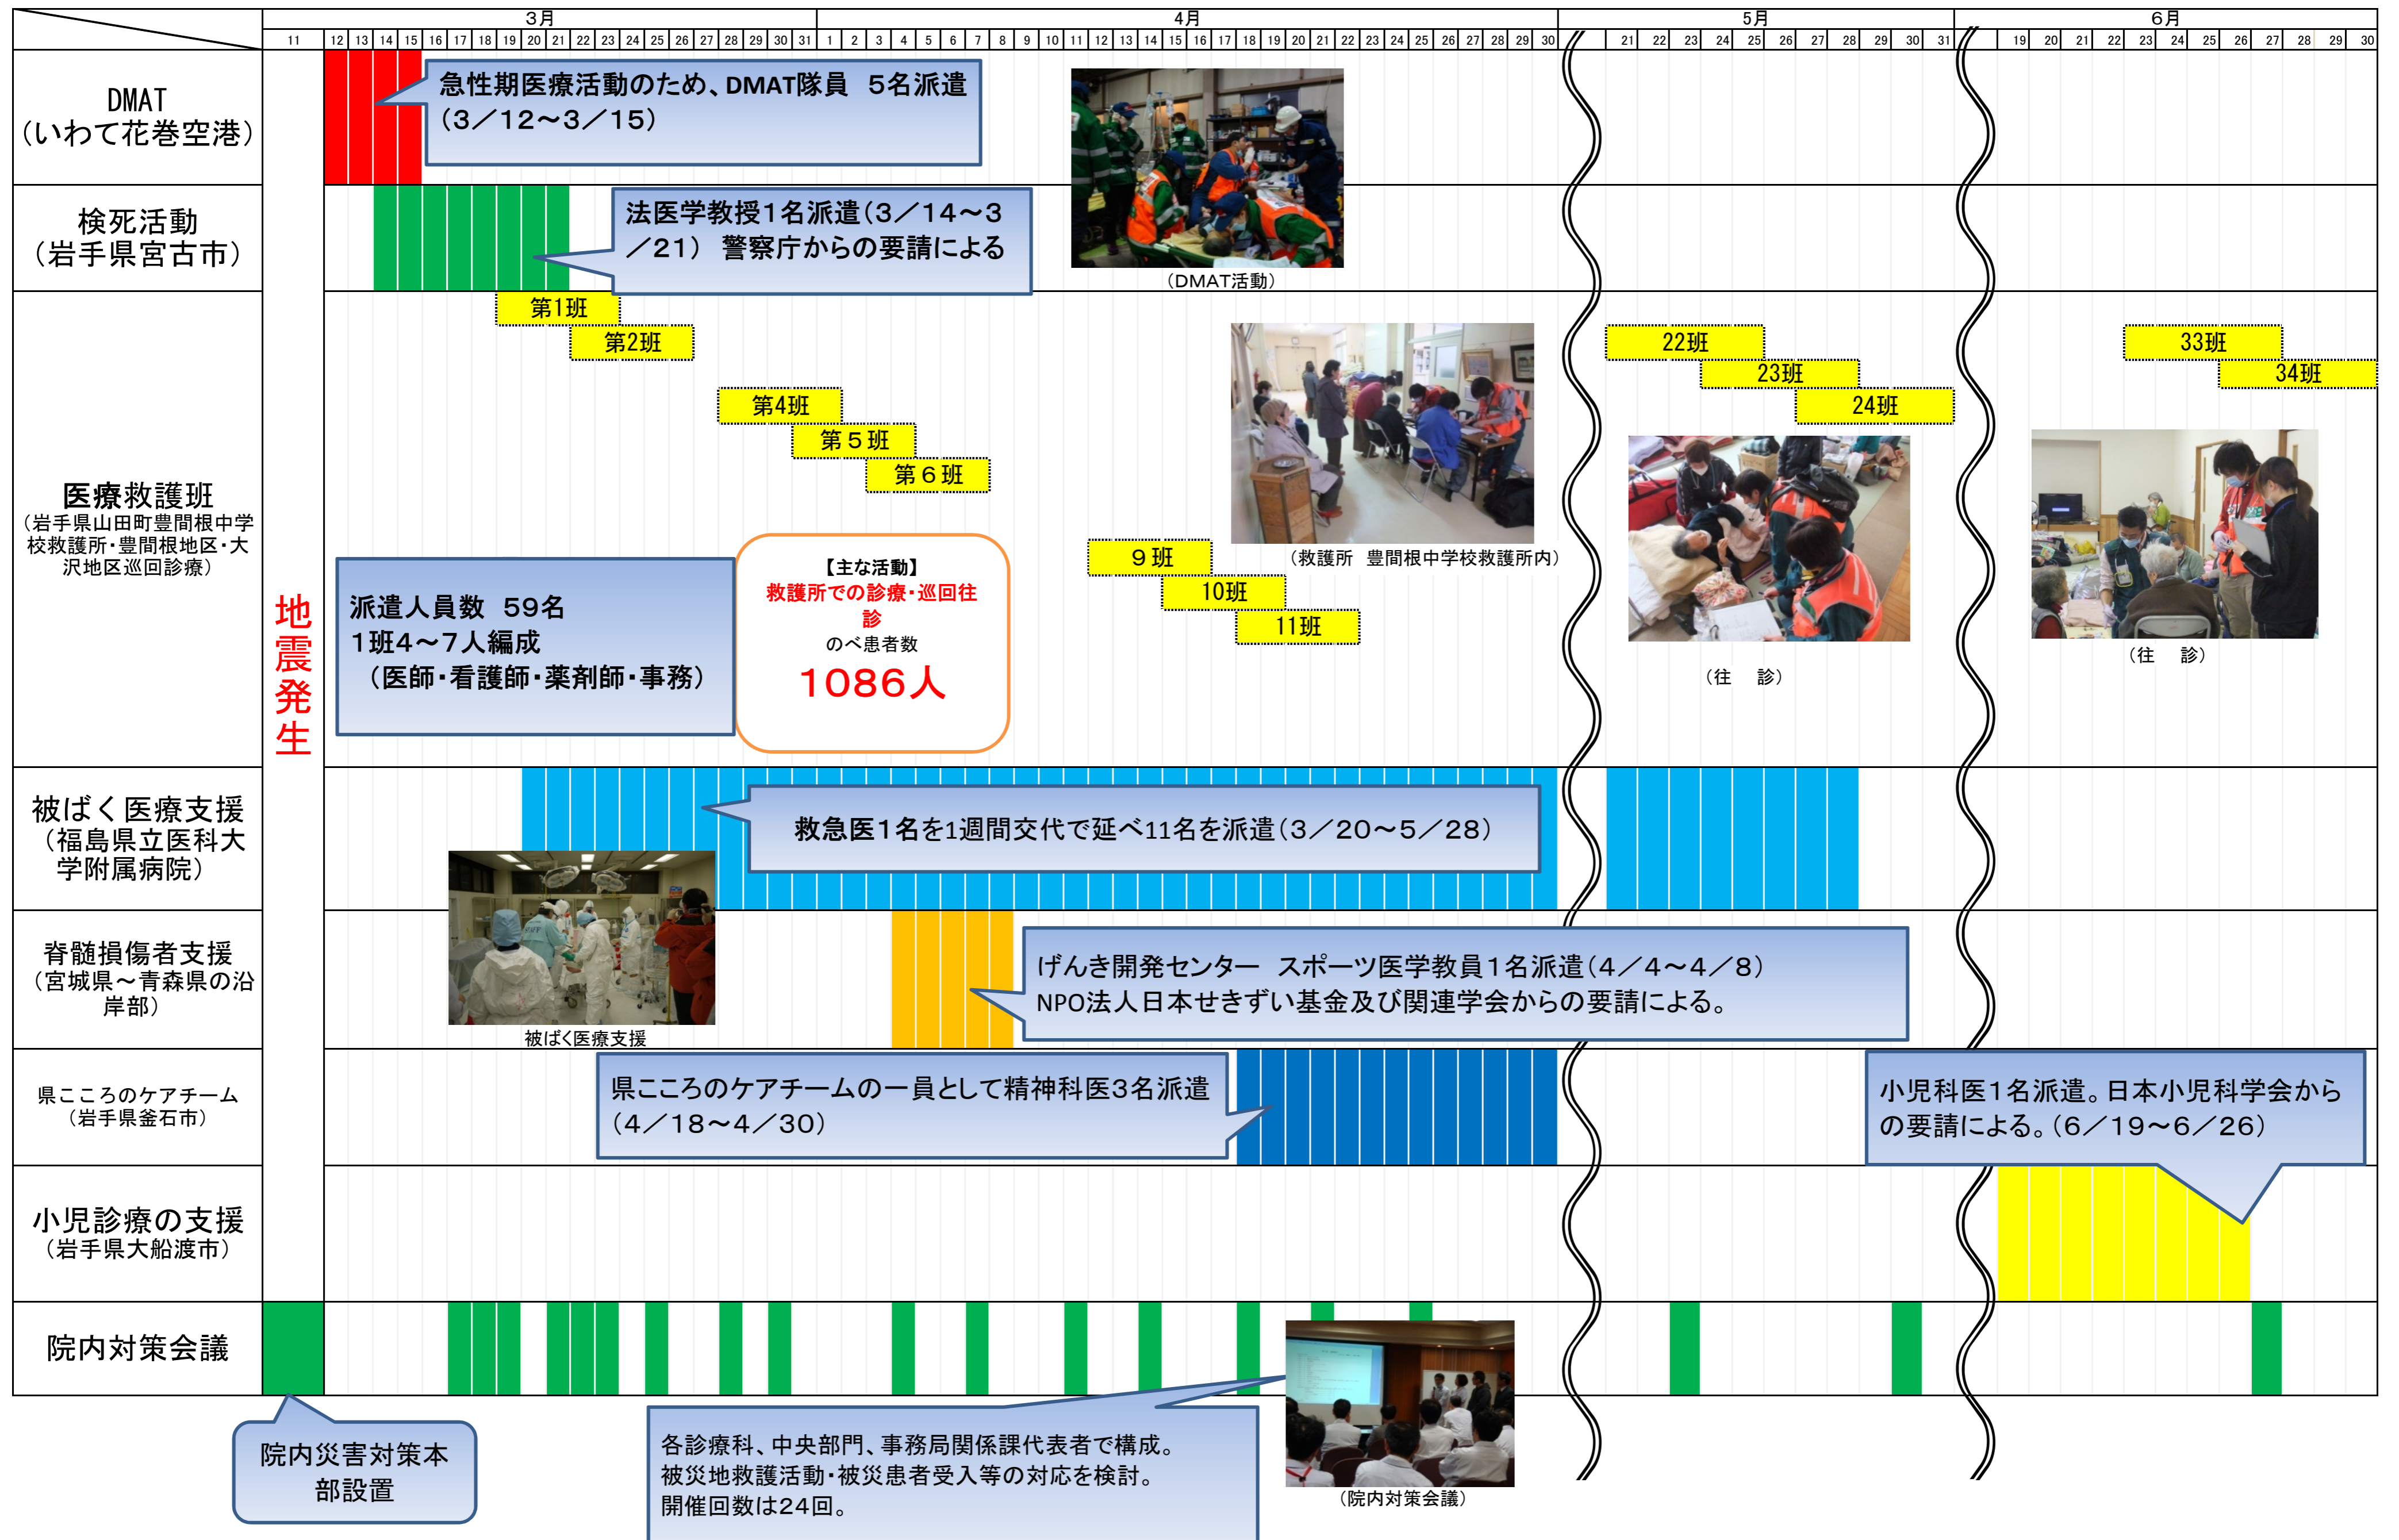 3月
4月
5月
6月
11 12 13 14 15 16 17 18 19 20 21 22 23 24 25 26 27 28 29 30 31 1 2 3 4 5 6 7 8 9 10 11 12 13 14 15 16 17 18 19 20 21 22 23 24 25 26 27 28 29 30 21 22 23 24 25 26 27 28 29 30 31 19 20 21 22 23 24 25 26 27 28 29 30
地震発生
DMAT
（いわて花巻空港）
急性期医療活動のため、DMAT隊員 5名派遣
（3／12～3／15）
（DMAT活動）
検死活動
（岩手県宮古市）
法医学教授1名派遣（3／14～3
／21） 警察庁からの要請による
医療救護班
（岩手県山田町豊間根中学
校救護所・豊間根地区・大
沢地区巡回診療）
第1班
第2班
第4班
第５班
第６班
９班
10班
11班
22班
23班
24班
33班
34班
派遣人員数 59名
1班4～7人編成
（医師・看護師・薬剤師・事務）
【主な活動】
救護所での診療・巡回往
診
のべ患者数
1086人
（救護所 豊間根中学校救護所内）
（往 診）
（往 診）
被ばく医療支援
（福島県立医科大
学附属病院）
救急医1名を1週間交代で延べ11名を派遣（3／20～5／28）
被ばく医療支援
脊髄損傷者支援
（宮城県～青森県の沿
岸部）
げんき開発センター スポーツ医学教員1名派遣（4／4～4／8）
NPO法人日本せきずい基金及び関連学会からの要請による。
県こころのケアチーム
（岩手県釜石市）
県こころのケアチームの一員として精神科医3名派遣
（4／18～4／30）
小児科医1名派遣。日本小児科学会から
の要請による。（6／19～6／26）
小児診療の支援
（岩手県大船渡市）
院内対策会議
院内災害対策本
部設置
各診療科、中央部門、事務局関係課代表者で構成。
被災地救護活動・被災患者受入等の対応を検討。
開催回数は24回。
（院内対策会議）